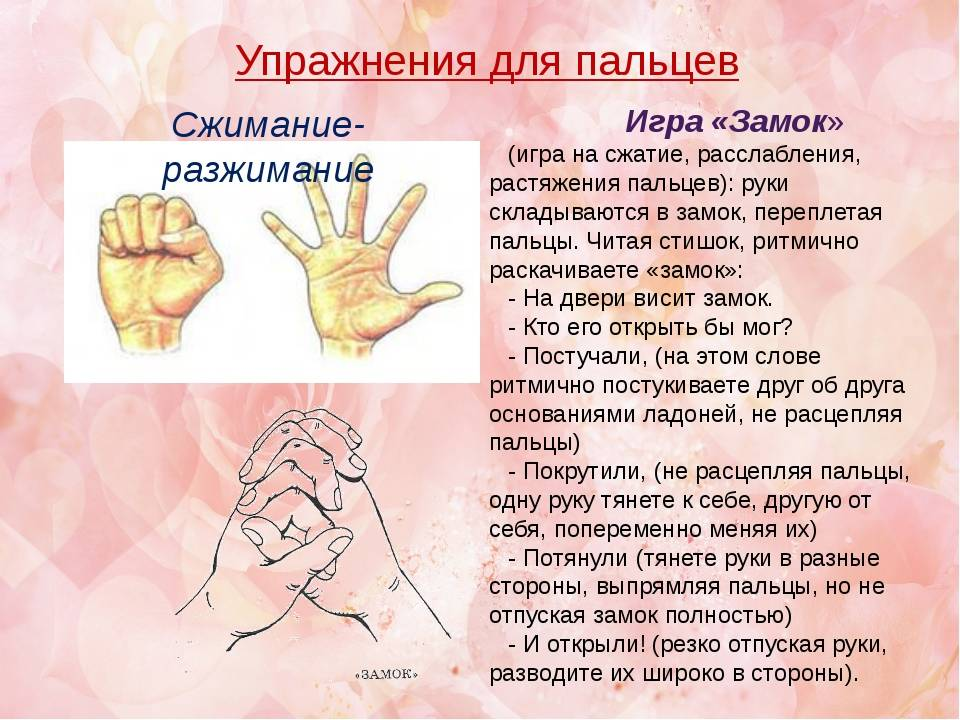 Упражнения для пальцев
Сжимание-
разжимание
Игра «Замок»
(игра на сжатие, расслабления,
растяжения пальцев): руки
складываются в замок, переплетая
пальцы. Читая стишок, ритмично
раскачиваете «замок»:
- На двери висит замок.
- Кто его открыть бы мог?
- Постучали, (на этом слове
ритмично постукиваете друг об друга
основаниями ладоней, не расцепляя
пальцы)
- Покрутили, (не расцепляя пальцы,
одну руку тянете к себе, другую от
себя, попеременно меняя их)
- Потянули (тянете руки в разные
стороны, выпрямляя пальцы, но не
отпуская замок полностью)
- И открыли! (резко отпуская руки,
разводите их широко в стороны).
«ЗАМОК»